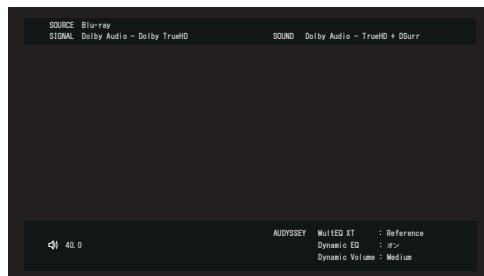 SOURCE Blu-ray
SIGNAL Dolby Audio - Dolby TrueHD SOUND Dolby Audio - TrueHD + DSurr
AUDYSSEY MultEQ XT : Reference
40.0 Dynamic EQ : オン
Dynamic Volume : Medium